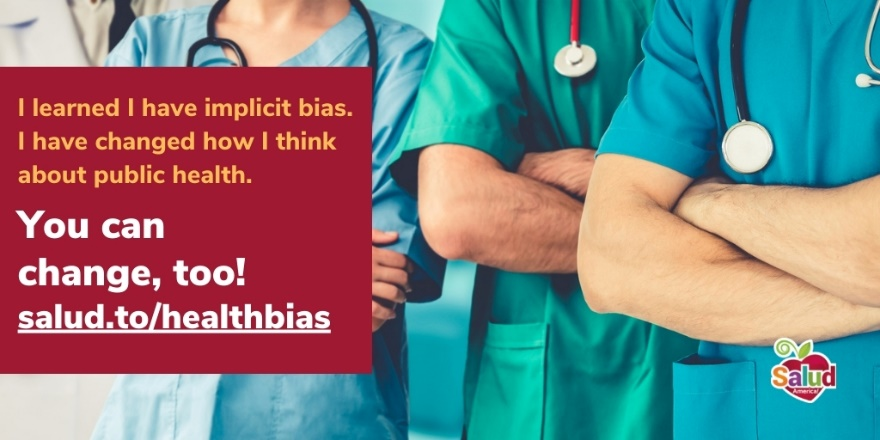 I learned I have implicit bias.
I have changed how I think
about public health.
You can
change, too!
salud.to/healthbias
Salud
America!